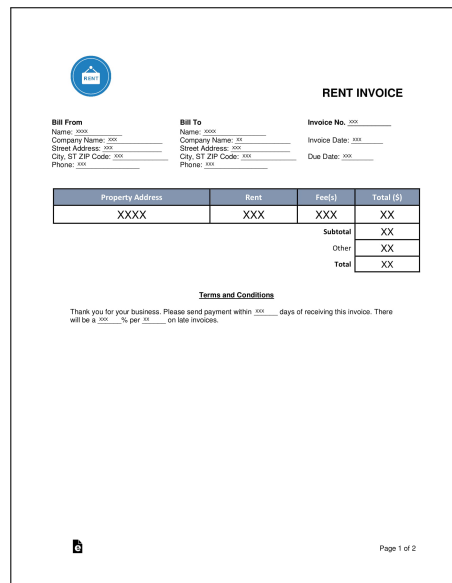 RENT
RENT INVOICE
Bill From
Name: xxxx
Company Name: xxx
Street Address: xxx
City, ST ZIP Code: xxx
Phone: xxx
Bill To
Name: xxxx
Company Name: xx
Street Address: xxx
City, ST ZIP Code: xxx
Phone: xxx
Invoice No. xxx
Invoice Date: xxx
Due Date: xxx
Property Address Rent Fee(s) Total ($)
XXXX XXX XXX XX
Subtotal XX
Other XX
Total XX
Terms and Conditions
Thank you for your business. Please send payment within xxx days of receiving this invoice. There
will be a xxx % per xx on late invoices.
e
Page 1 of 2